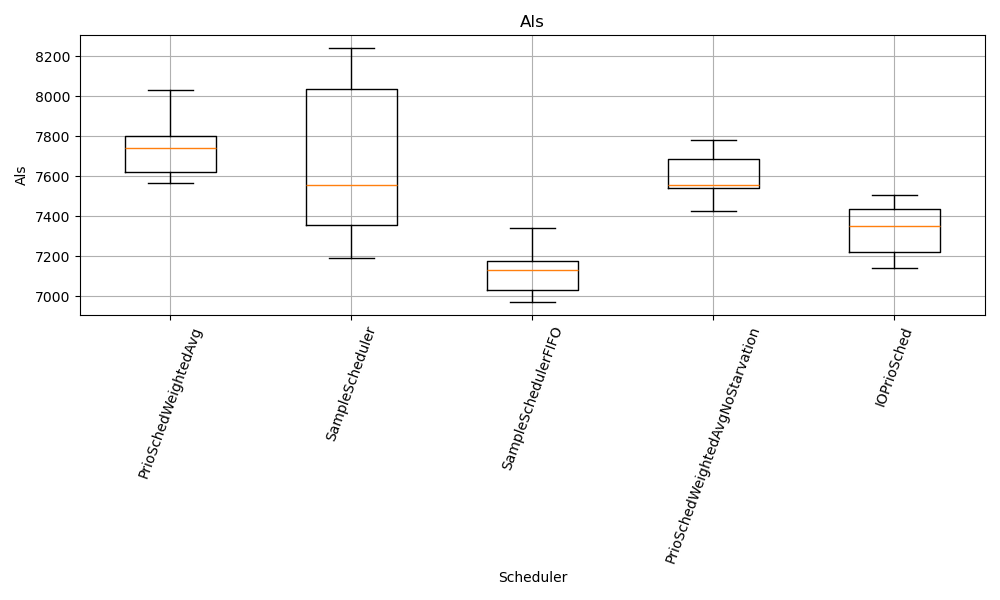 AIs
AIs
8200
8000
7800
7600
7400
7200
7000
PrioSchedWeightedAvg
SampleScheduler
SampleSchedulerFIFO
PrioSchedWeightedAvgNoStarvation
IOPrioSched
Scheduler